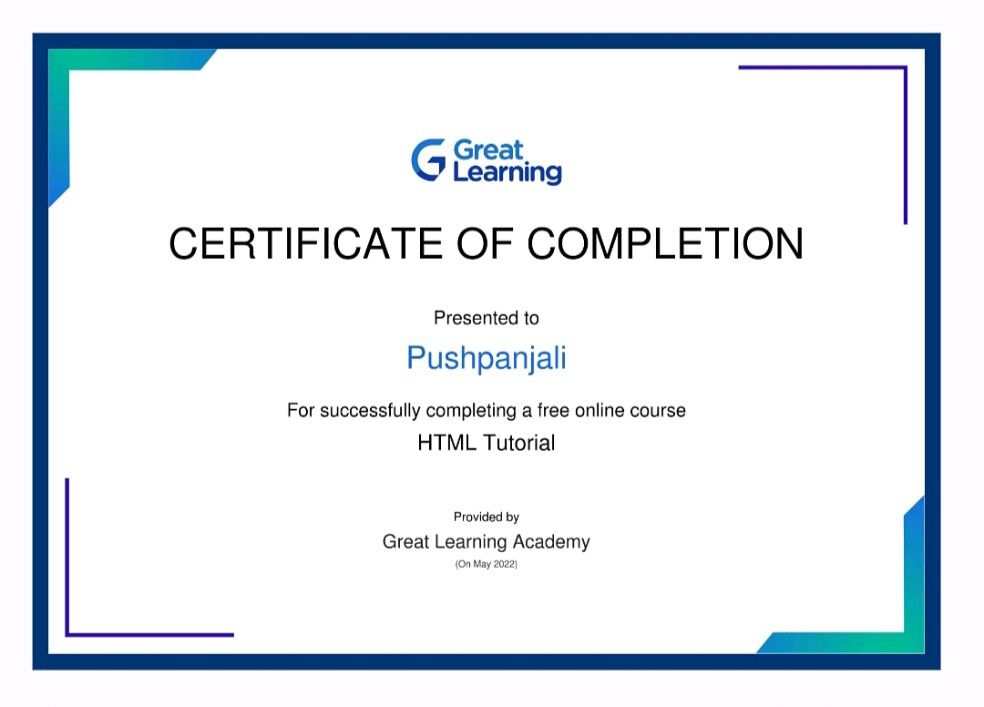 Great
Learning
CERTIFICATE OF COMPLETION
Presented to
Pushpanjali
For successfully completing a free online course
HTML Tutorial
Provided by
Great Learning Academy
(On May 2022)